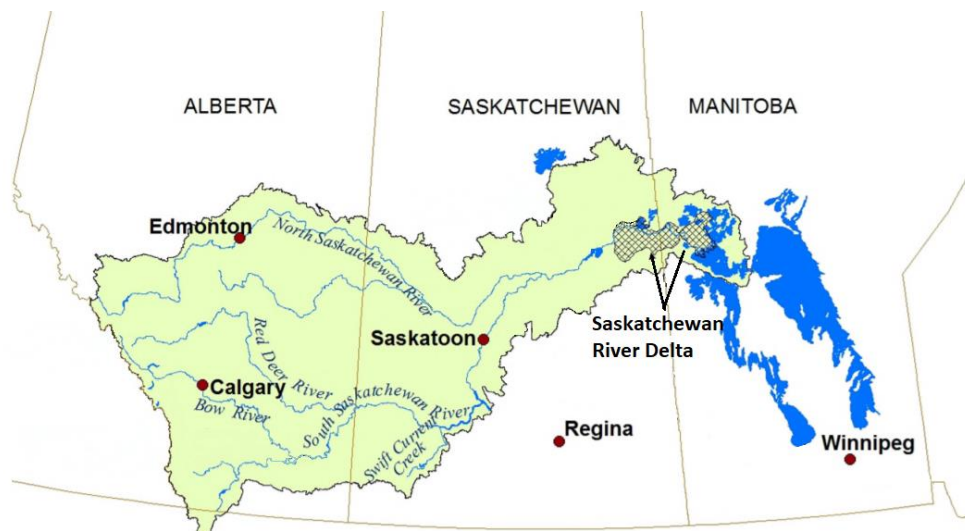 ALBERTA
SASKATCHEWAN
MANITOBA
Edmonton
North Saskatchewan River
Saskatoon
Saskatchewan
River Delta
Red Deer River
Calgary
Bow River
South Saskatchewan River
Swift Current
Creek
Regina
Winnipeg